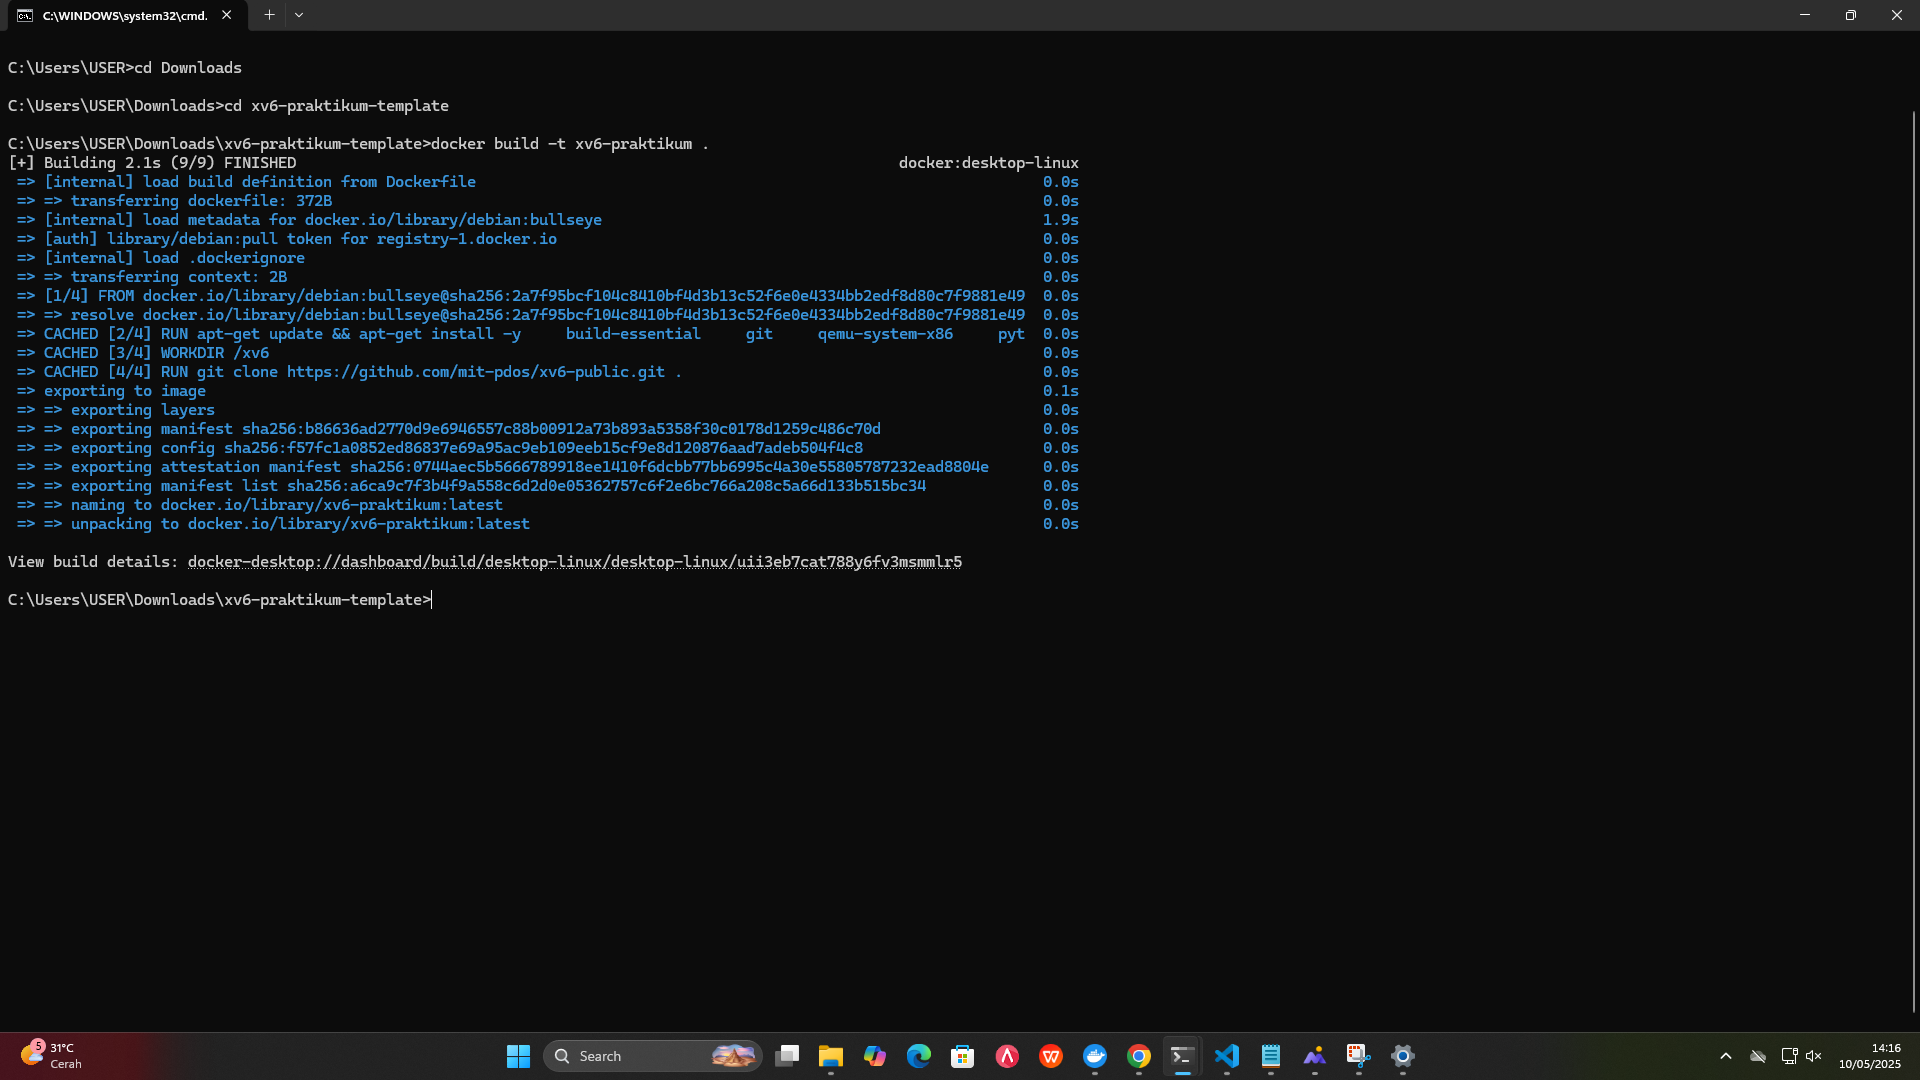 C:\WINDOWS\system32\cmd.
C:\Users\USER>cd Downloads
C:\Users\USER\Downloads>cd xv6-praktikum-template
C:\Users\USER\Downloads\xv6-praktikum-template>docker build -t xv6-praktikum .
[+] Building 2.1s (9/9) FINISHED docker:desktop-linux
=> [internal] load build definition from Dockerfile 0.0s
=> => transferring dockerfile: 372B 0.0s
=> [internal] load metadata for docker.io/library/debian:bullseye 1.9s
=> [auth] library/debian:pull token for registry-1.docker.io 0.0s
=> [internal] load .dockerignore 0.0s
=> => transferring context: 2B 0.0s
=> [1/4] FROM docker.io/library/debian:bullseye@sha256:2a7f95bcf104c8410bf4d3b13c52f6e0e4334bb2edf8d80c7f9881e49 0.0s
=> => resolve docker.io/library/debian:bullseye@sha256:2a7f95bcf104c8410bf4d3b13c52f6e0e4334bb2edf8d80c7f9881e49 0.0s
=> CACHED [2/4] RUN apt-get update && apt-get install -y build-essential git qemu-system-x86 pyt 0.0s
=> CACHED [3/4] WORKDIR /xv6 0.0s
=> CACHED [4/4] RUN git clone https://github.com/mit-pdos/xv6-public.git . 0.0s
=> exporting to image 0.1s
=> => exporting layers 0.0s
=> => exporting manifest sha256:b86636ad2770d9e6946557c88b00912a73b893a5358f30c0178d1259c486c70d 0.0s
=> => exporting config sha256:f57fc1a0852ed86837e69a95ac9eb109eeb15cf9e8d120876aad7adeb504f4c8 0.0s
=> => exporting attestation manifest sha256:0744aec5b5666789918ee1410f6dcbb77bb6995c4a30e55805787232ead8804e 0.0s
=> => exporting manifest list sha256:a6ca9c7f3b4f9a558c6d2d0e05362757c6f2e6bc766a208c5a66d133b515bc34 0.0s
=> => naming to docker.io/library/xv6-praktikum:latest 0.0s
=> => unpacking to docker.io/library/xv6-praktikum:latest 0.0s
View build details: docker-desktop://dashboard/build/desktop-linux/desktop-linux/uii3eb7cat788y6fv3msmmlr5
C:\Users\USER\Downloads\xv6-praktikum-template>
5
31°C
Cerah
Search
14:16
10/05/2025